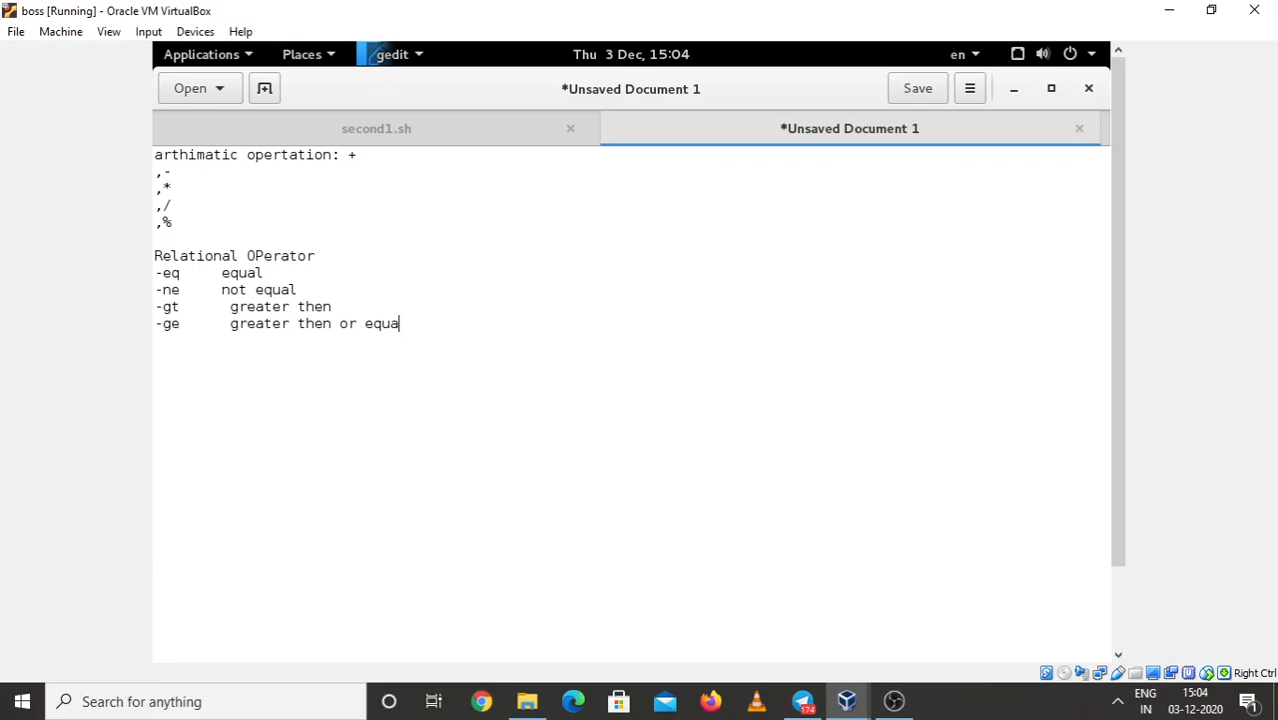 boss [Running] - Oracle VM VirtualBox
File Machine View Input Devices Help
Applications Places gedit Thu 3 Dec, 15:04 en
Open *Unsaved Document 1 Save
second1.sh *Unsaved Document 1
arthimatic opertation: +
,-
,*
,/
,%
Relational OPerator
-eq equal
-ne not equal
-gt greater then
-ge greater then or equa
Right Ctrl
Search for anything
174
ENG
IN
15:04
03-12-2020
1